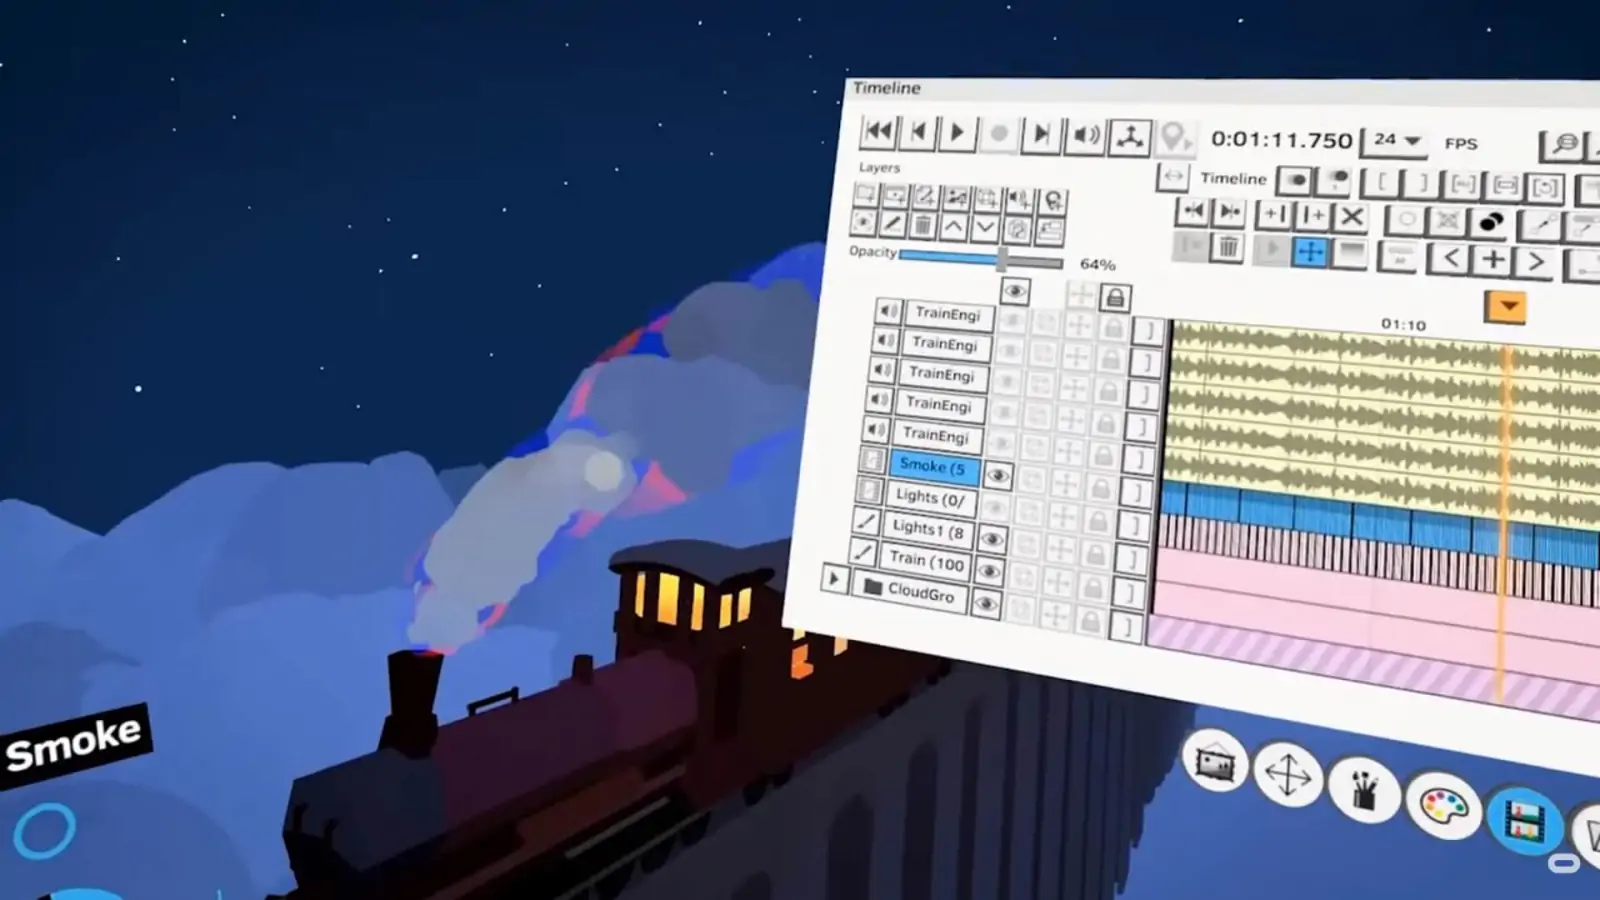 Timeline
0:01:11.750 24 FPS
Layers
Timeline
Opacity 64%
01:10
TrainEngi
TrainEngi
TrainEngi
TrainEngi
TrainEngi
Smoke (5
Lights (0/
Lights1 (8
Train (100
CloudGro
Smoke